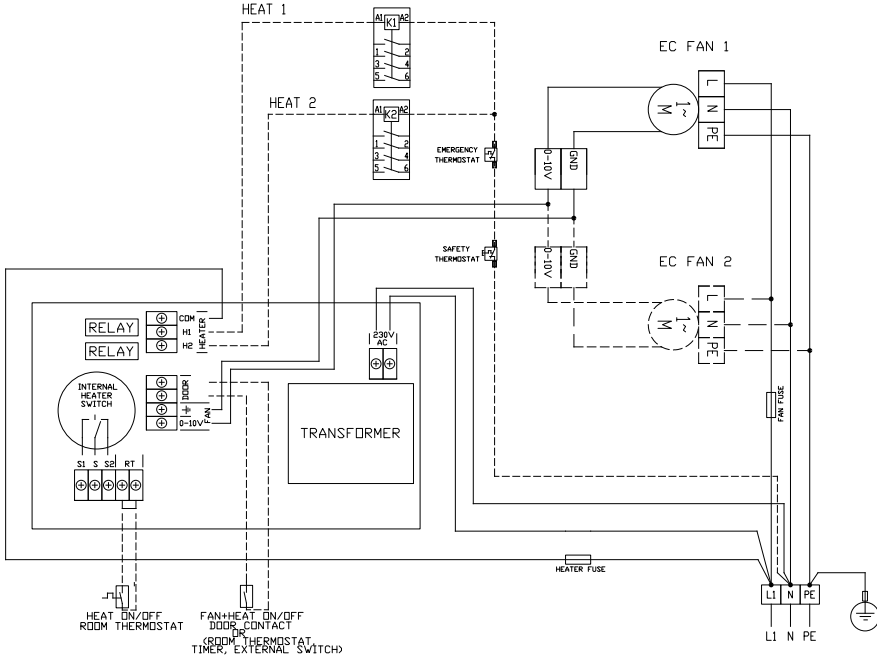 HEAT 1
A1 K1 A2
1 2
3 4
5 6
EC FAN 1
L
N
PE
1~
M
HEAT 2
A1 K2 A2
1 2
3 4
5 6
EMERGENCY
THERMOSTAT
0-10V
GND
SAFETY
THERMOSTAT
0-10V
GND
EC FAN 2
L
N
PE
1~
M
COM
H1
H2
HEATER
RELAY
RELAY
230V
AC
INTERNAL
HEATER
SWITCH
DOOR
FAN
0-10V
TRANSFORMER
S1 S S2 RT
FAN FUSE
HEATER FUSE
L1 N PE
L1 N PE
HEAT ON/OFF
ROOM THERMOSTAT
FAN+HEAT ON/OFF
DOOR CONTACT
OR
(ROOM THERMOSTAT,
TIMER, EXTERNAL SWITCH)